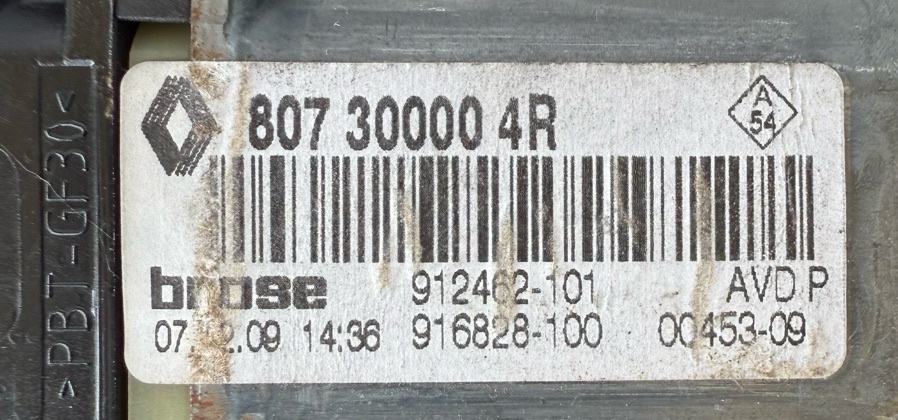 807 30000 4R
A
54
brose 912462-101 AVD P
14:36 916828-100 00453-09
>PBT-GF30<